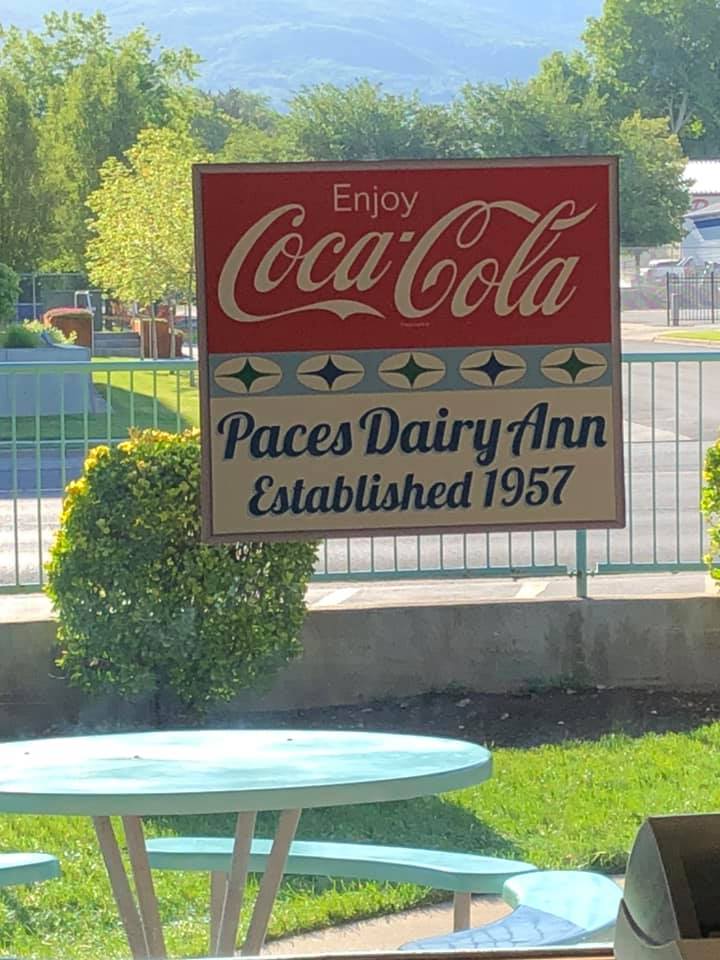 Enjoy
Coca-Cola
Paces Dairy Ann
Established 1957